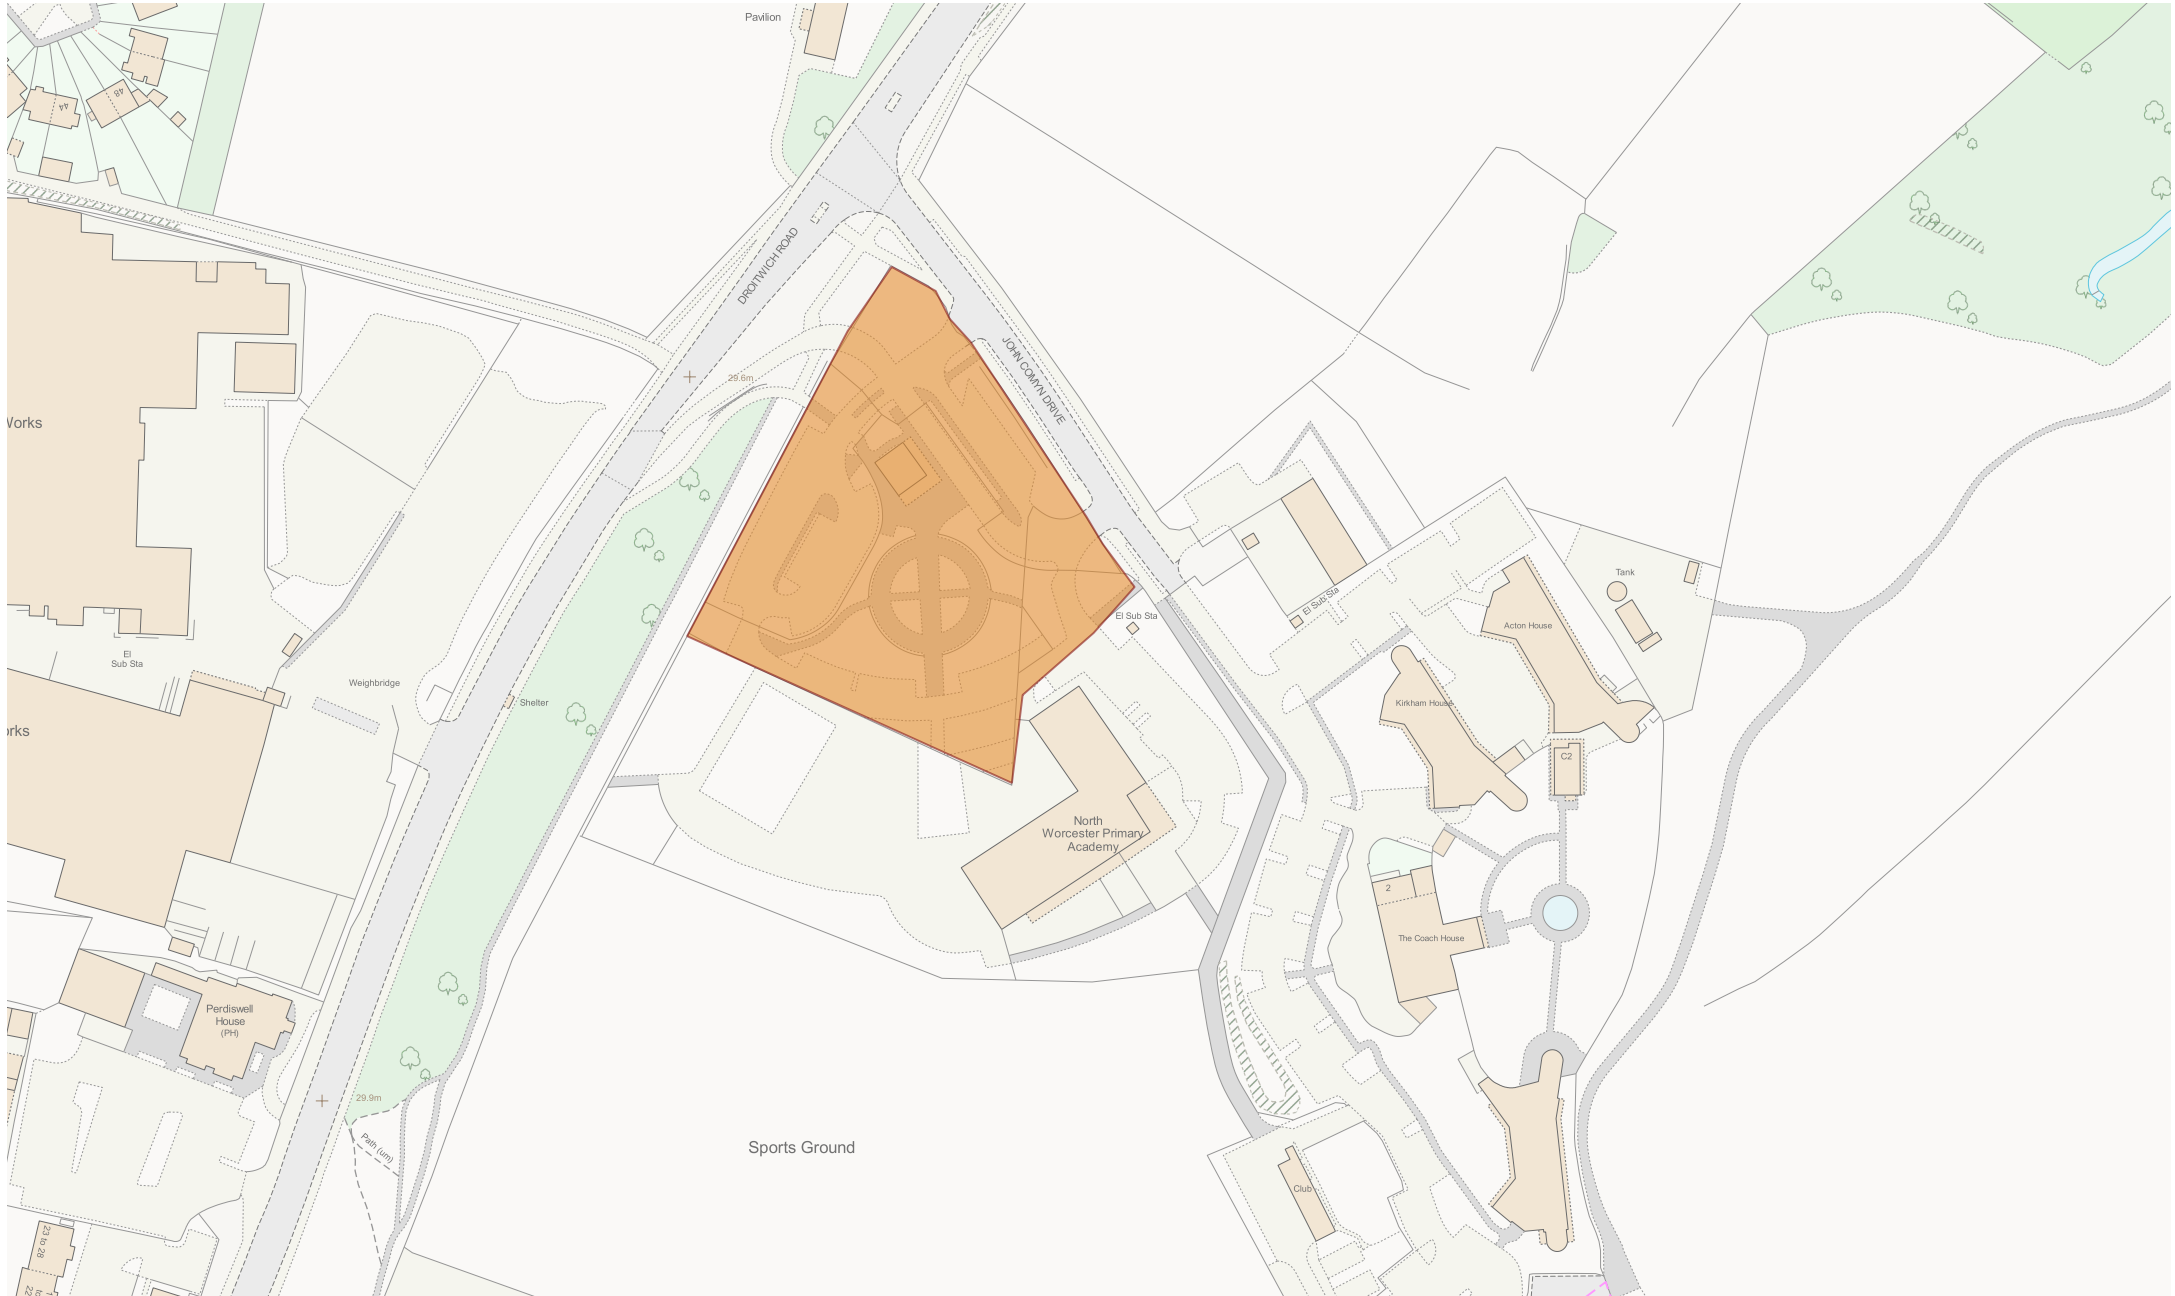 Pavilion
44
48
DROITWICH ROAD
29.6m
JOHN COMYN DRIVE
Works
El Sub Sta
Tank
El Sub Sta
Acton House
El
Sub Sta
Weighbridge
Shelter
Kirkham House
C2
orks
North
Worcester Primary
Academy
2
The Coach House
Perdiswell
House
(PH)
29.9m
Path (um)
Sports Ground
Club
23 to 28